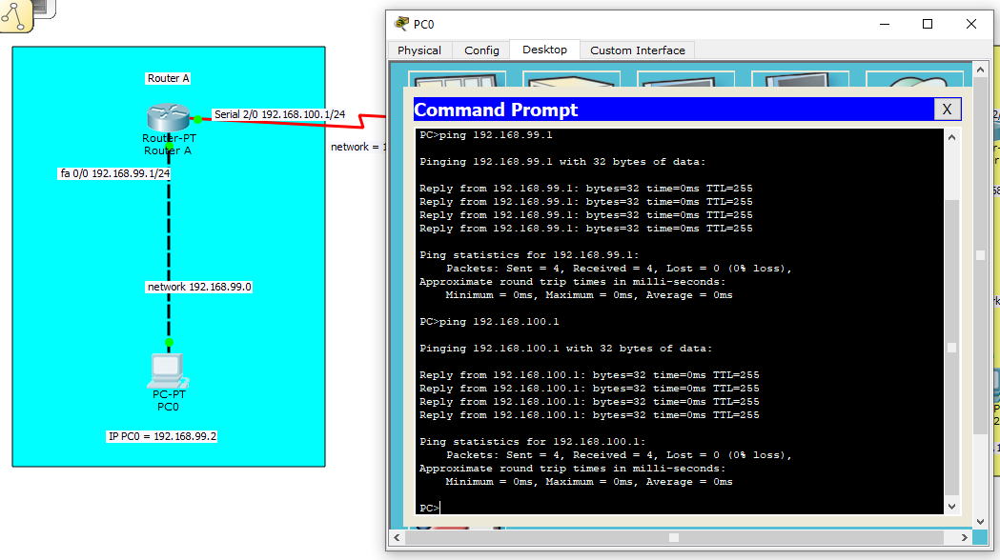 Router A
Serial 2/0 192.168.100.1/24
Router-PT
Router A
network = 1
fa 0/0 192.168.99.1/24
network 192.168.99.0
PC-PT
PC0
IP PC0 = 192.168.99.2
PC0
Physical Config Desktop Custom Interface
Command Prompt X
PC>ping 192.168.99.1
Pinging 192.168.99.1 with 32 bytes of data:
Reply from 192.168.99.1: bytes=32 time=0ms TTL=255
Reply from 192.168.99.1: bytes=32 time=0ms TTL=255
Reply from 192.168.99.1: bytes=32 time=0ms TTL=255
Reply from 192.168.99.1: bytes=32 time=0ms TTL=255
Ping statistics for 192.168.99.1:
Packets: Sent = 4, Received = 4, Lost = 0 (0% loss),
Approximate round trip times in milli-seconds:
Minimum = 0ms, Maximum = 0ms, Average = 0ms
PC>ping 192.168.100.1
Pinging 192.168.100.1 with 32 bytes of data:
Reply from 192.168.100.1: bytes=32 time=0ms TTL=255
Reply from 192.168.100.1: bytes=32 time=0ms TTL=255
Reply from 192.168.100.1: bytes=32 time=0ms TTL=255
Reply from 192.168.100.1: bytes=32 time=0ms TTL=255
Ping statistics for 192.168.100.1:
Packets: Sent = 4, Received = 4, Lost = 0 (0% loss),
Approximate round trip times in milli-seconds:
Minimum = 0ms, Maximum = 0ms, Average = 0ms
PC>